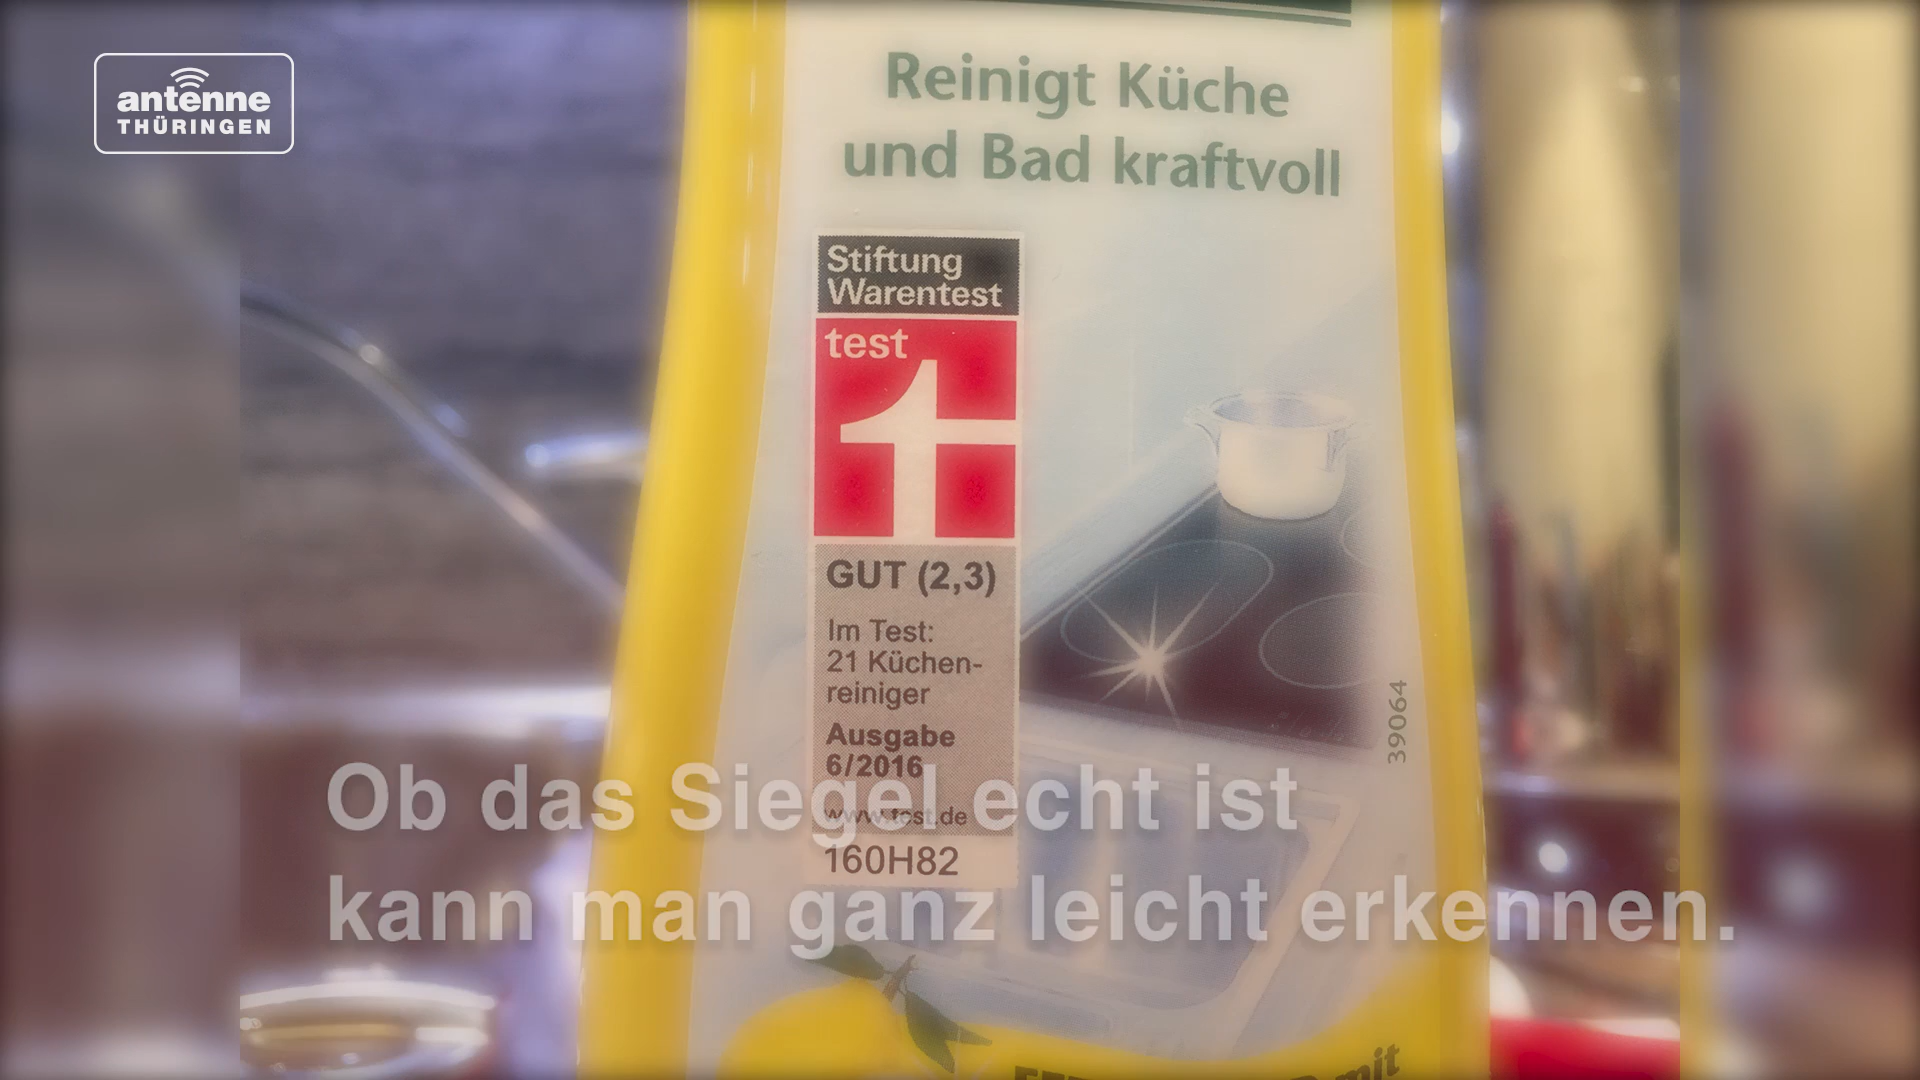 antenne
THÜRINGEN
Reinigt Küche
und Bad kraftvoll
Stiftung
Warentest
test
GUT (2,3)
Im Test:
21 Küchen-
reiniger
Ausgabe
6/2016
www.test.de
160H82
39064
Ob das Siegel echt ist
kann man ganz leicht erkennen.
mit